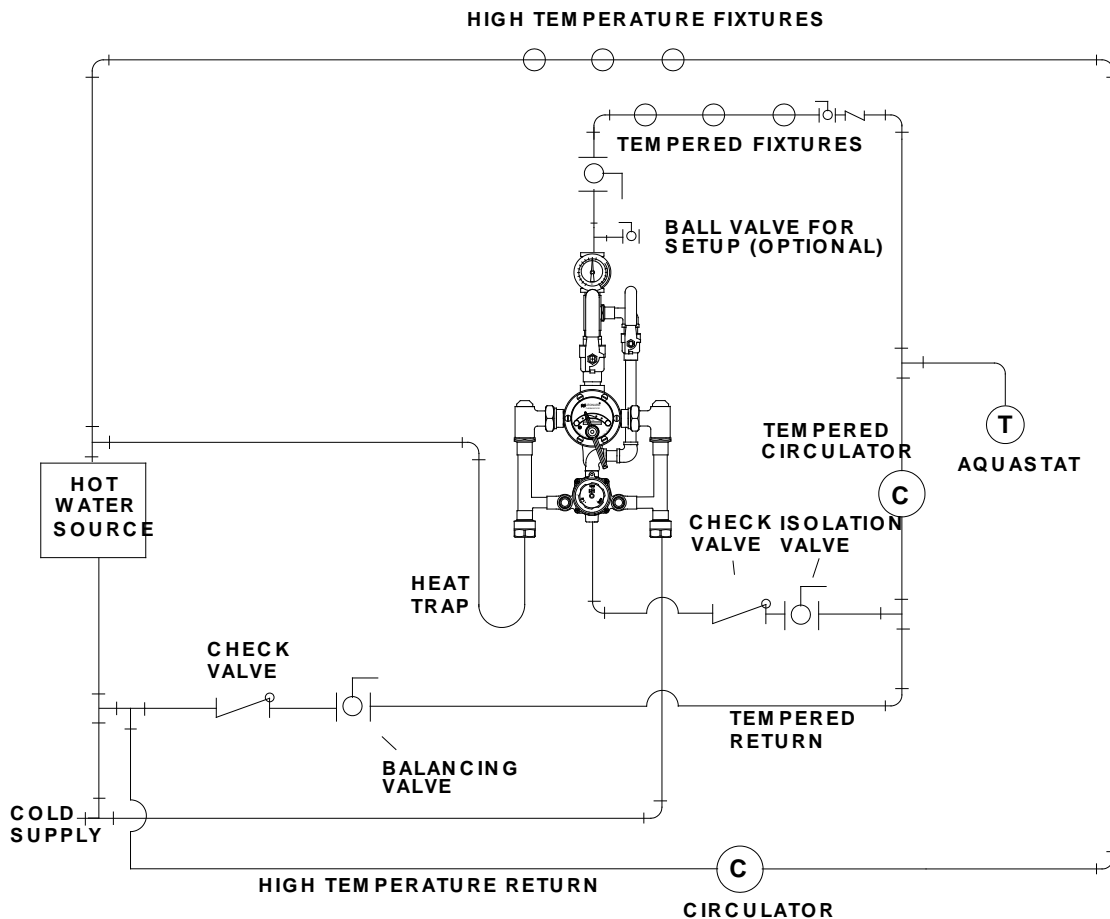 HIGH TEMPERATURE FIXTURES
TEMPERED FIXTURES
BALL VALVE FOR
SETUP (OPTIONAL)
T
AQUASTAT
TEMPERED
CIRCULATOR
C
HOT
WATER
SOURCE
CHECK
VALVE
ISOLATION
VALVE
HEAT
TRAP
CHECK
VALVE
TEMPERED
RETURN
BALANCING
VALVE
COLD
SUPPLY
HIGH TEMPERATURE RETURN
C
CIRCULATOR